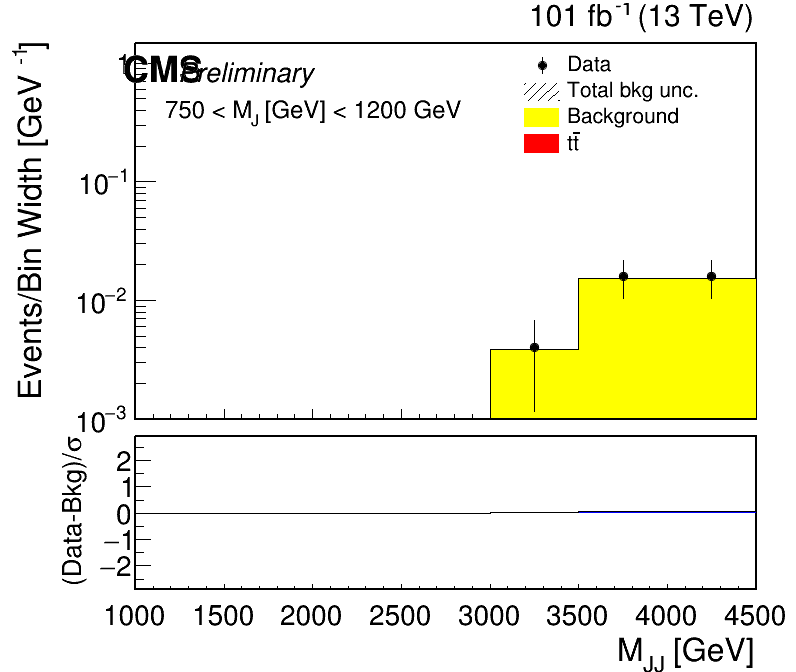 101 fb⁻¹ (13 TeV)
CMS Preliminary
750 < M_J [GeV] < 1200 GeV
Data
Total bkg unc.
Background
tt̄
Events/Bin Width [GeV⁻¹]
1
10⁻¹
10⁻²
10⁻³
(Data-Bkg)/σ
2
1
0
−1
−2
1000 1500 2000 2500 3000 3500 4000 4500
M_JJ [GeV]